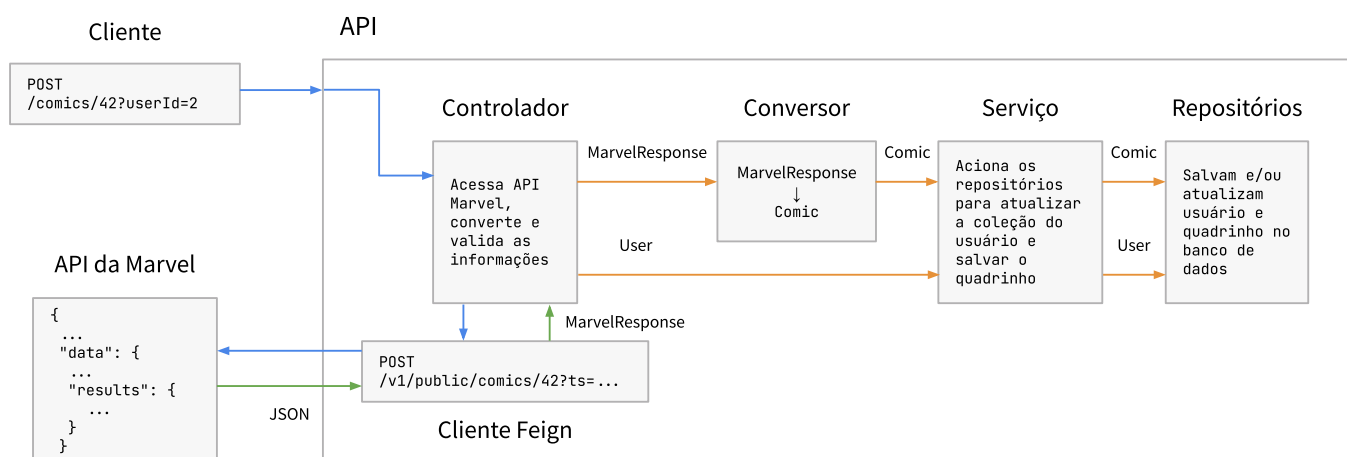 Cliente
API
POST
/comics/42?userId=2
Controlador
Conversor
Serviço
Repositórios
Acessa API
Marvel,
converte e
valida as
informações
MarvelResponse
MarvelResponse
↓
Comic
Comic
Aciona os
repositórios
para atualizar
a coleção do
usuário e
salvar o
quadrinho
Comic
Salvam e/ou
atualizam
usuário e
quadrinho no
banco de
dados
User
User
API da Marvel
{
...
"data": {
...
"results": {
...
}
}
JSON
MarvelResponse
POST
/v1/public/comics/42?ts=...
Cliente Feign